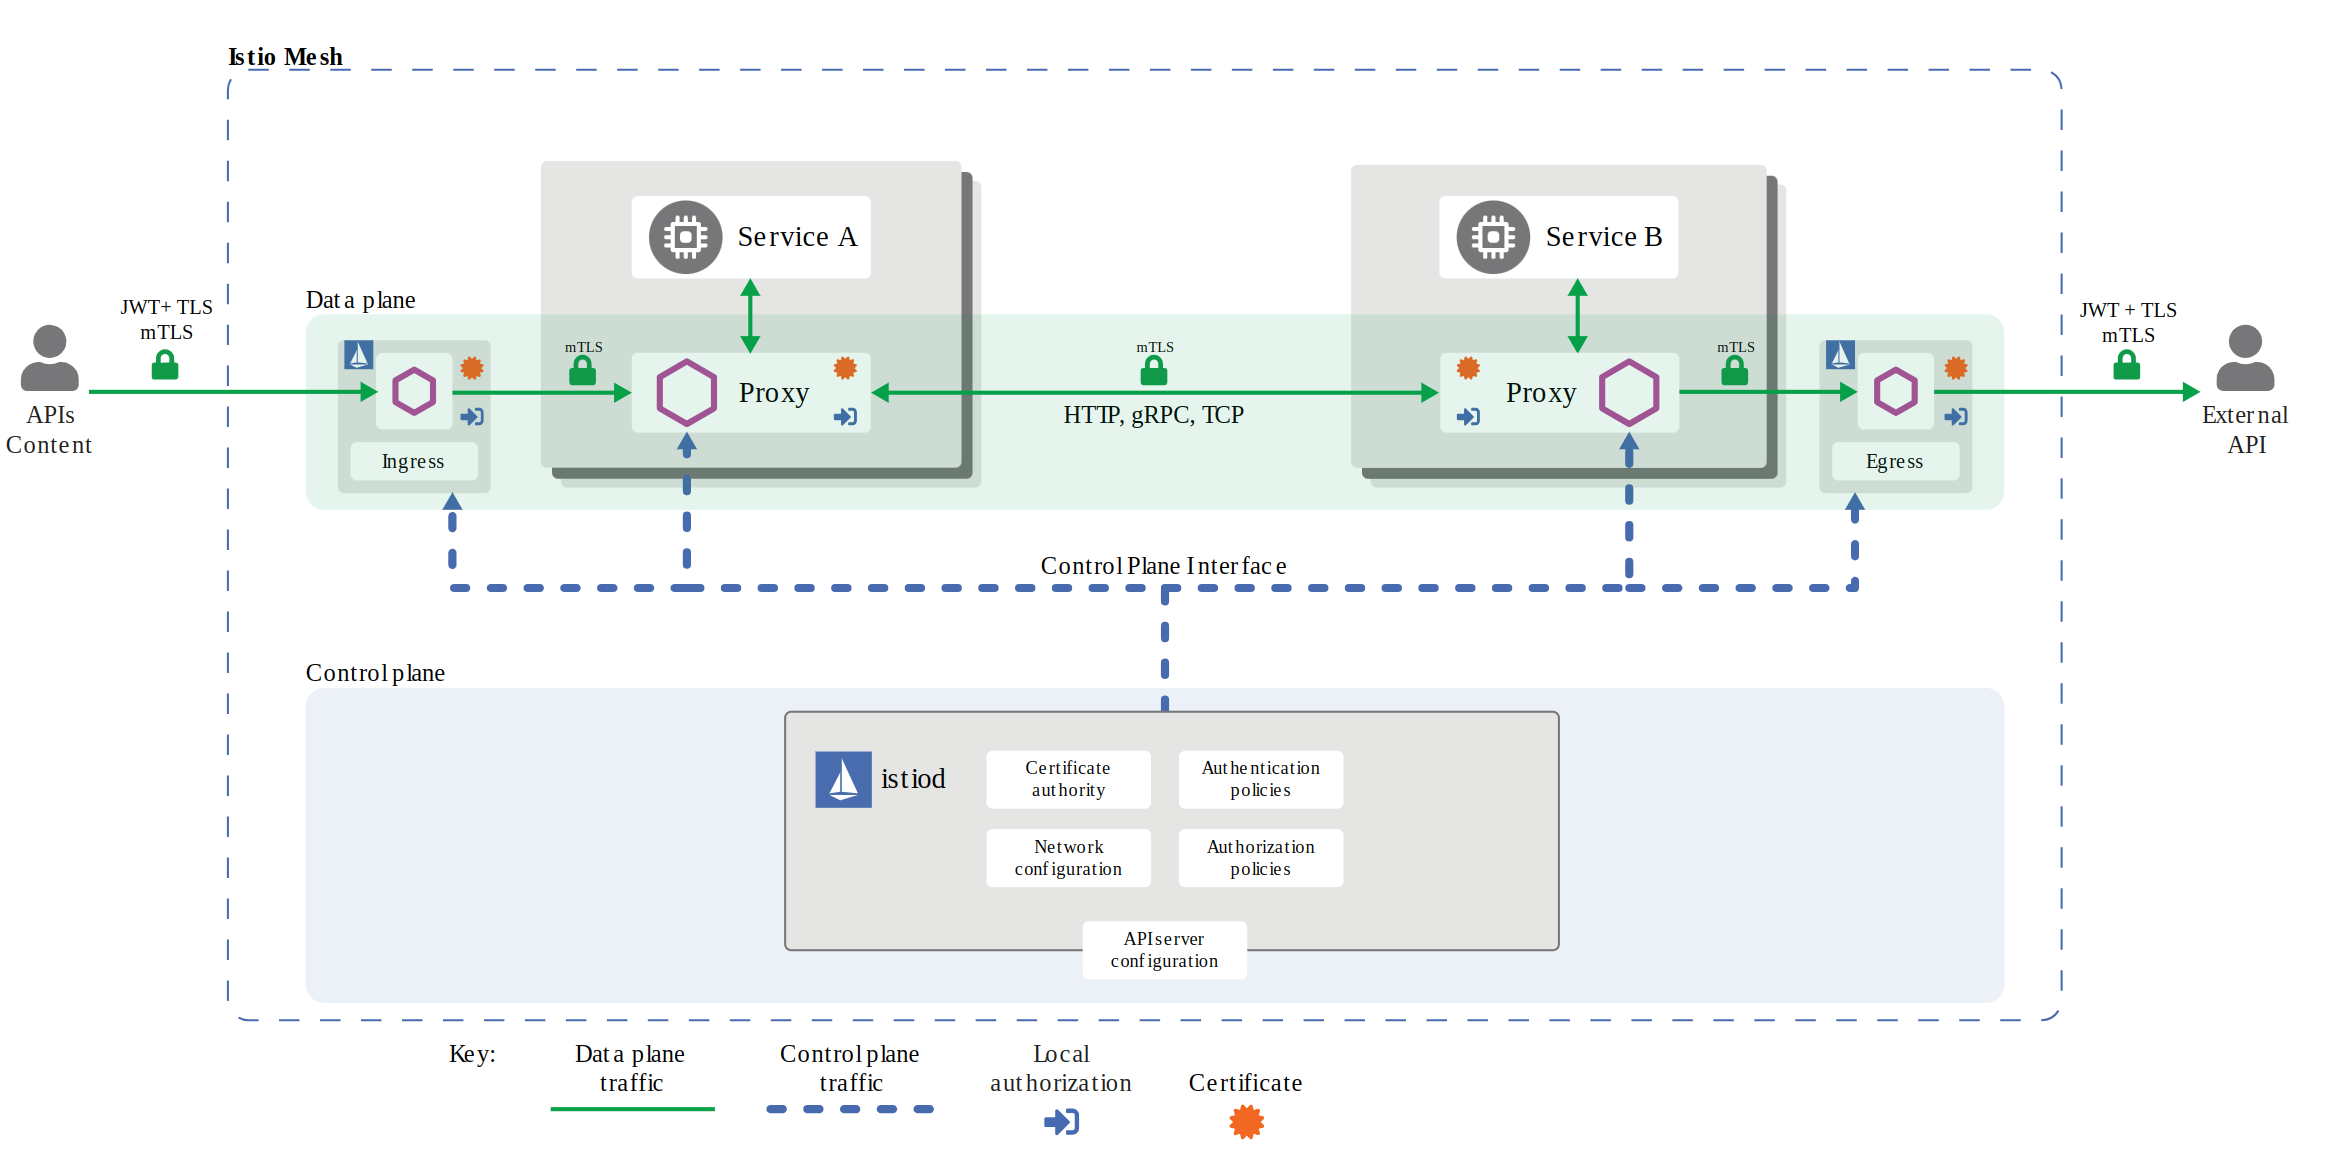 Istio Mesh
Service A
Service B
Data plane
JWT+ TLS
mTLS
JWT + TLS
mTLS
mTLS
mTLS
mTLS
Proxy
Proxy
HTTP, gRPC, TCP
APIs
Content
External
API
Ingress
Egress
Control Plane Interface
Control plane
istiod
Certificate
authority
Authentication
policies
Network
configuration
Authorization
policies
API server
configuration
Key:
Data plane
traffic
Control plane
traffic
Local
authorization
Certificate